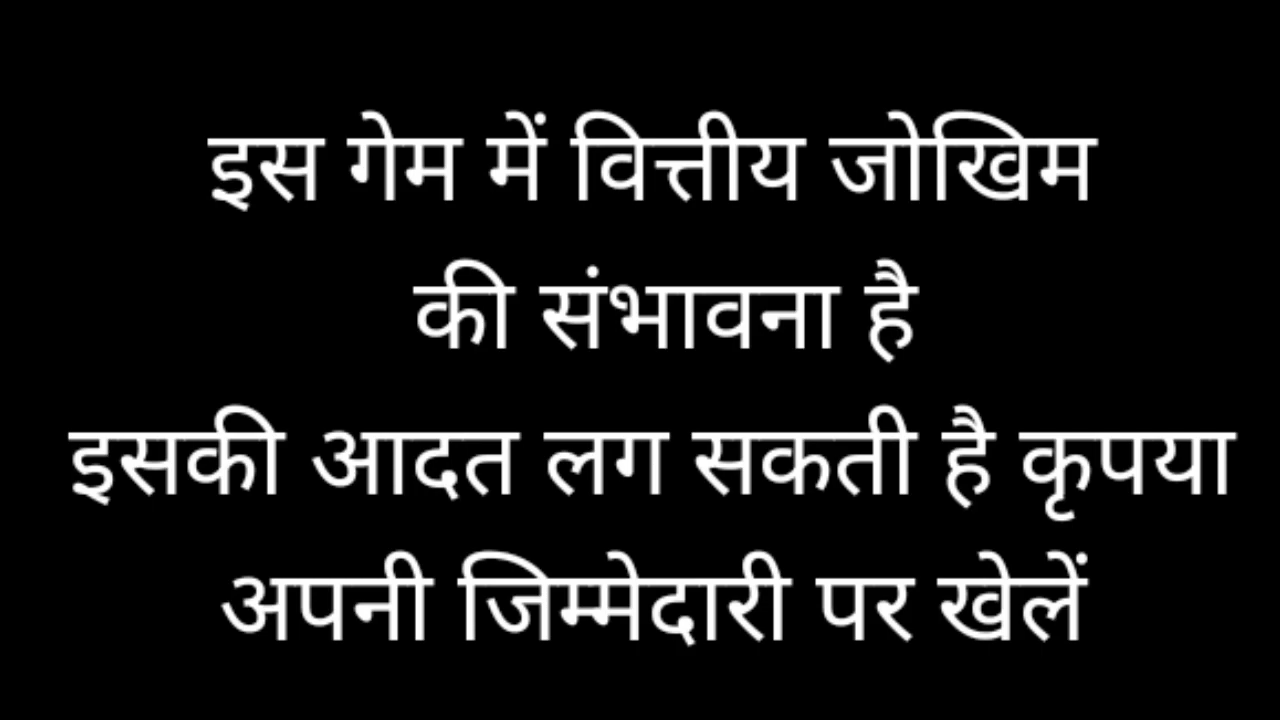 इस गेम में वित्तीय जोखिम
की संभावना है
इसकी आदत लग सकती है कृपया
अपनी जिम्मेदारी पर खेलें